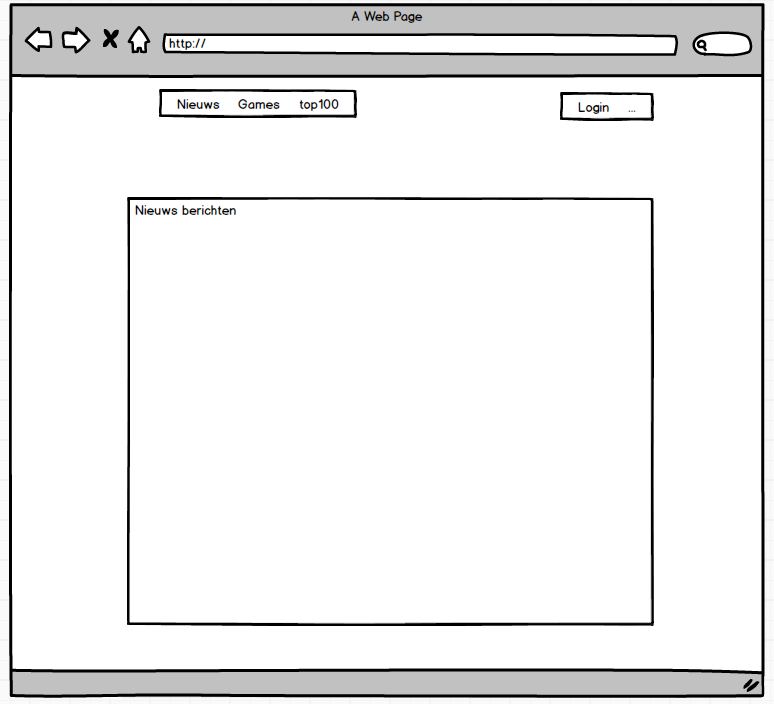 A Web Page
http://
Nieuws Games top100
Login ...
Nieuws berichten